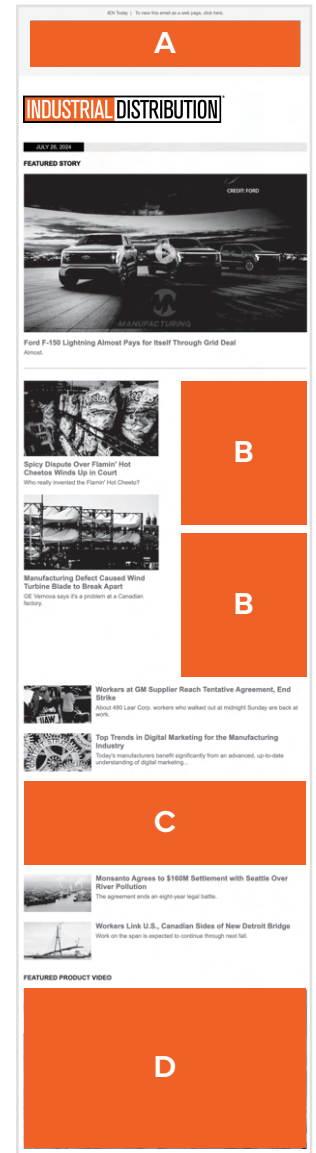 IEN Today | To view this email as a web page, click here.
A
INDUSTRIAL DISTRIBUTION
JULY 26, 2024
FEATURED STORY
CREDIT: FORD
MANUFACTURING
Ford F-150 Lightning Almost Pays for Itself Through Grid Deal
Almost.
Spicy Dispute Over Flamin' Hot
Cheetos Winds Up in Court
Who really invented the Flamin' Hot Cheeto?
B
Manufacturing Defect Caused Wind
Turbine Blade to Break Apart
GE Vernova says it's a problem at a Canadian
factory.
B
UAW
Workers at GM Supplier Reach Tentative Agreement, End
Strike
About 480 Lear Corp. workers who walked out at midnight Sunday are back at
work.
Top Trends in Digital Marketing for the Manufacturing
Industry
Today's manufacturers benefit significantly from an advanced, up-to-date
understanding of digital marketing...
C
Monsanto Agrees to $160M Settlement with Seattle Over
River Pollution
The agreement ends an eight-year legal battle.
Workers Link U.S., Canadian Sides of New Detroit Bridge
Work on the span is expected to continue through next fall.
FEATURED PRODUCT VIDEO
D